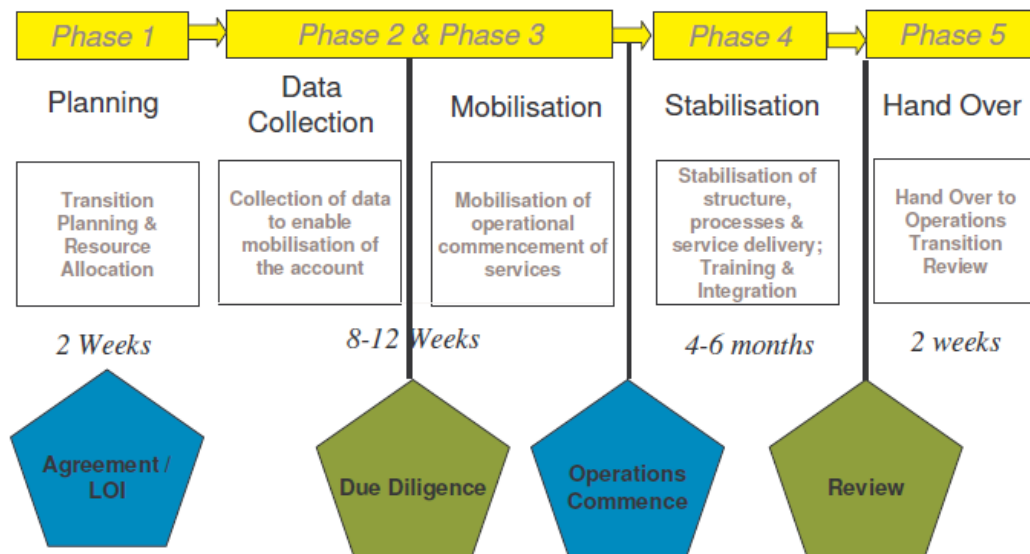 Phase 1
Phase 2 & Phase 3
Phase 4
Phase 5
Planning
Data
Collection
Mobilisation
Stabilisation
Hand Over
Transition
Planning &
Resource
Allocation
Collection of data
to enable
mobilisation of
the account
Mobilisation of
operational
commencement of
services
Stabilisation of
structure,
processes &
service delivery;
Training &
Integration
Hand Over to
Operations
Transition
Review
2 Weeks
8-12 Weeks
4-6 months
2 weeks
Agreement /
LOI
Due Diligence
Operations
Commence
Review